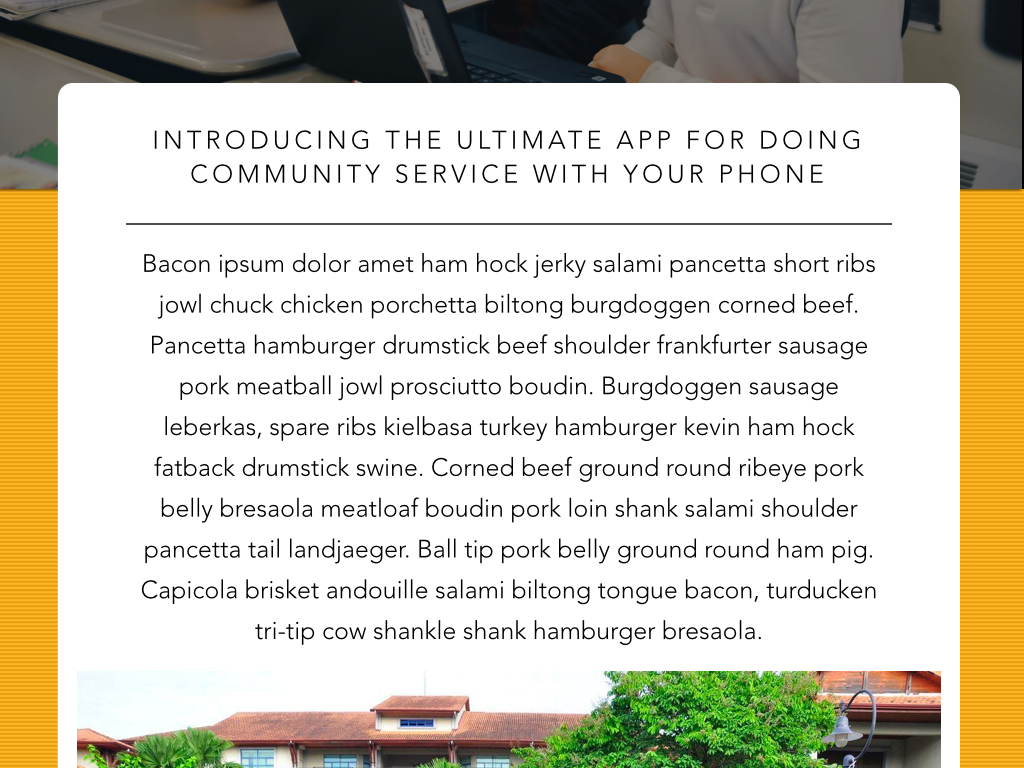 INTRODUCING THE ULTIMATE APP FOR DOING
COMMUNITY SERVICE WITH YOUR PHONE
Bacon ipsum dolor amet ham hock jerky salami pancetta short ribs
jowl chuck chicken porchetta biltong burgdoggen corned beef.
Pancetta hamburger drumstick beef shoulder frankfurter sausage
pork meatball jowl prosciutto boudin. Burgdoggen sausage
leberkas, spare ribs kielbasa turkey hamburger kevin ham hock
fatback drumstick swine. Corned beef ground round ribeye pork
belly bresaola meatloaf boudin pork loin shank salami shoulder
pancetta tail landjaeger. Ball tip pork belly ground round ham pig.
Capicola brisket andouille salami biltong tongue bacon, turducken
tri-tip cow shankle shank hamburger bresaola.